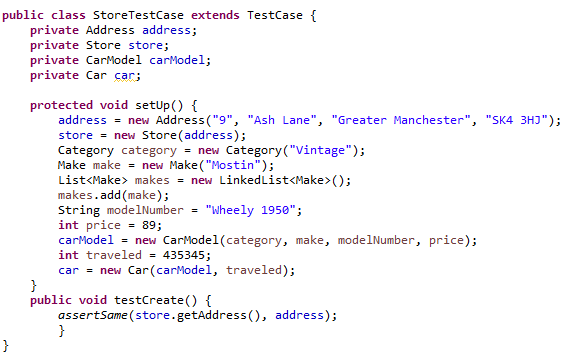 public class StoreTestCase extends TestCase {
private Address address;
private Store store;
private CarModel carModel;
private Car car;
protected void setUp() {
address = new Address("9", "Ash Lane", "Greater Manchester", "SK4 3HJ");
store = new Store(address);
Category category = new Category("Vintage");
Make make = new Make("Mostin");
List<Make> makes = new LinkedList<Make>();
makes.add(make);
String modelNumber = "Wheely 1950";
int price = 89;
carModel = new CarModel(category, make, modelNumber, price);
int traveled = 435345;
car = new Car(carModel, traveled);
}
public void testCreate() {
assertSame(store.getAddress(), address);
}
}